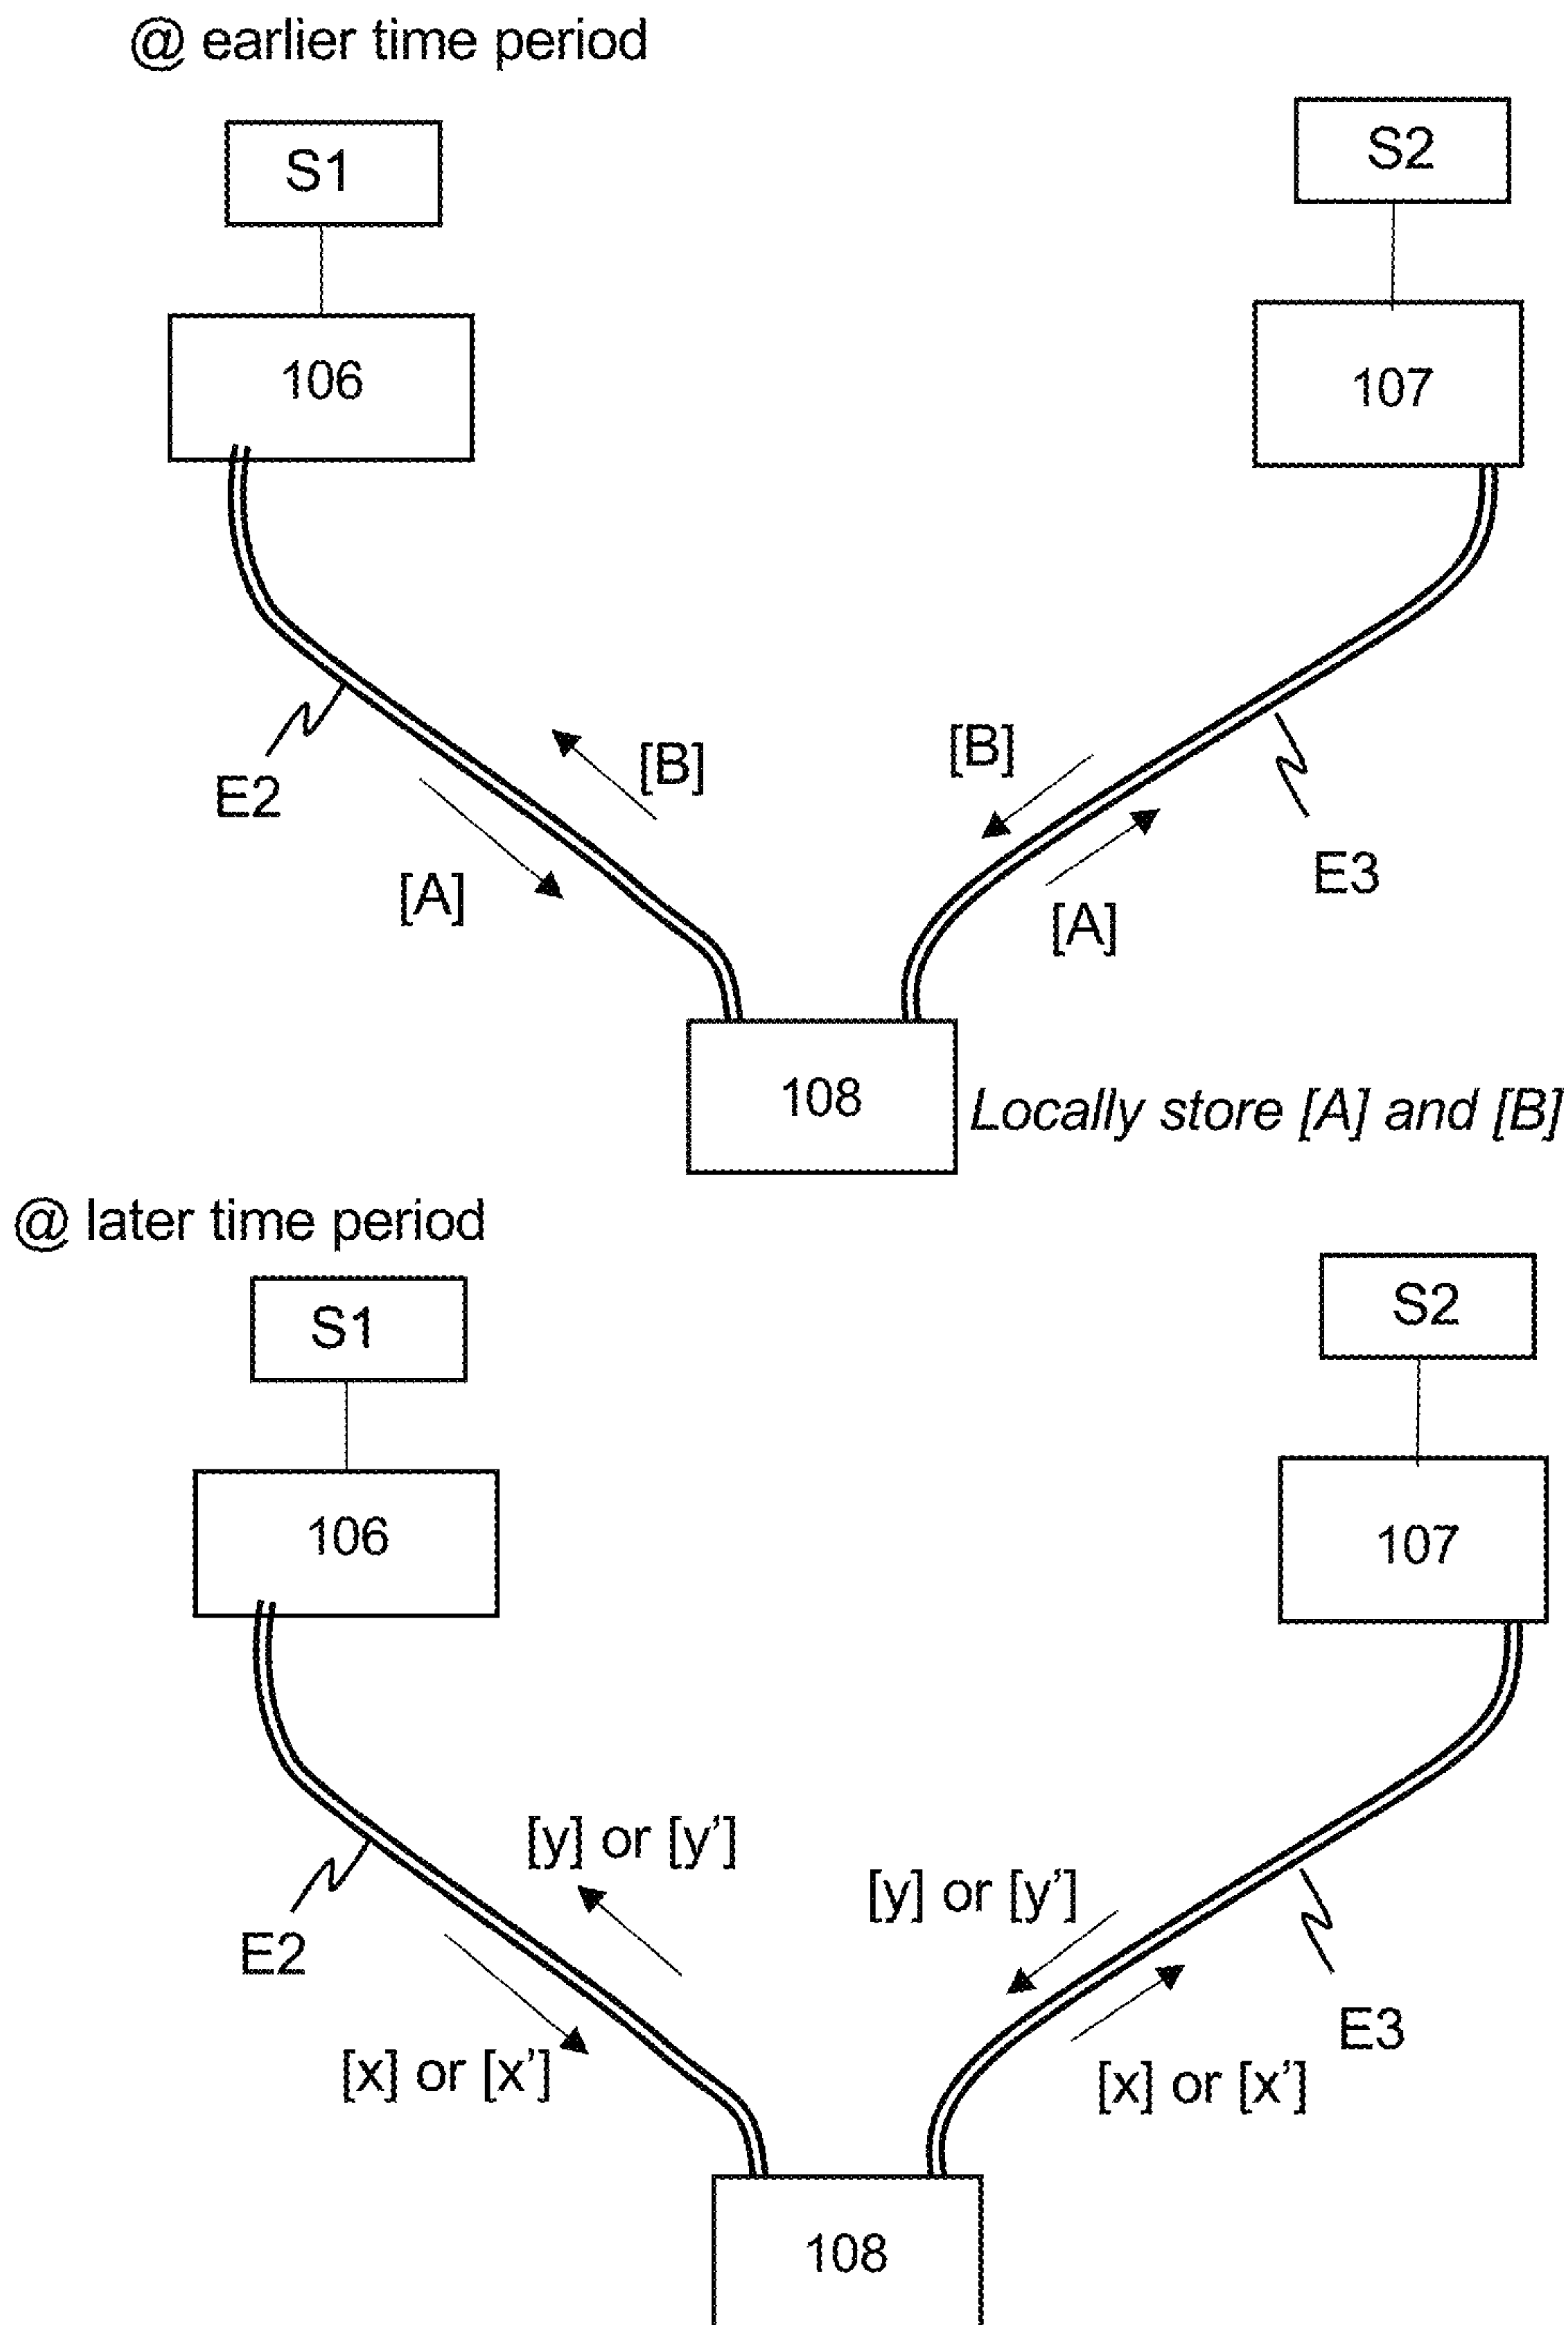 @ earlier time period
S1
S2
106
107
[B]
[B]
E2
E3
[A]
[A]
108
Locally store [A] and [B]
@ later time period
S1
S2
106
107
[y] or [y’]
[y] or [y’]
E2
E3
[x] or [x’]
[x] or [x’]
108